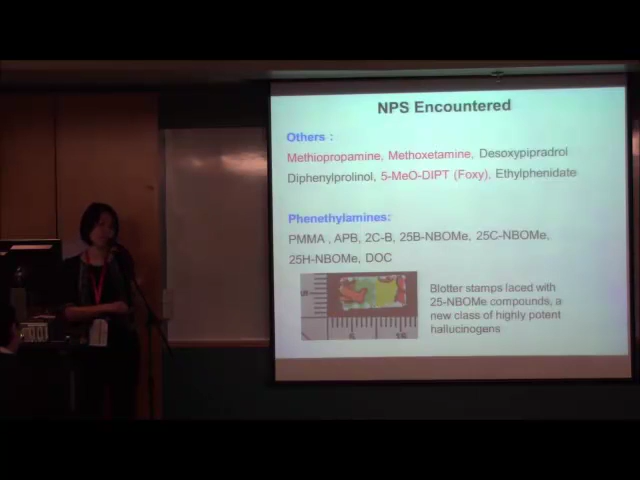 NPS Encountered
Others :
Methiopropamine, Methoxetamine, Desoxypipradrol
Diphenylprolinol, 5-MeO-DIPT (Foxy), Ethylphenidate
Phenethylamines:
PMMA , APB, 2C-B, 25B-NBOMe, 25C-NBOMe,
25H-NBOMe, DOC
Blotter stamps laced with
25-NBOMe compounds, a
new class of highly potent
hallucinogens